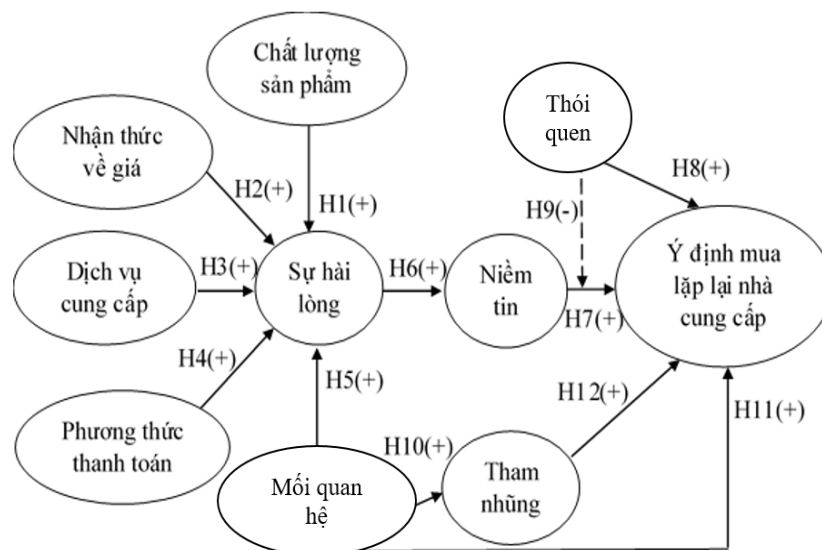 Chất lượng
sản phẩm
Thói
quen
Nhận thức
về giá
H2(+)
H1(+)
H8(+)
H9(-)
Dịch vụ
cung cấp
H3(+)
Sự hài
lòng
H6(+)
Niềm
tin
H7(+)
Ý định mua
lặp lại nhà
cung cấp
H4(+)
H5(+)
H12(+)
H11(+)
Phương thức
thanh toán
H10(+)
Mối quan
hệ
Tham
nhũng